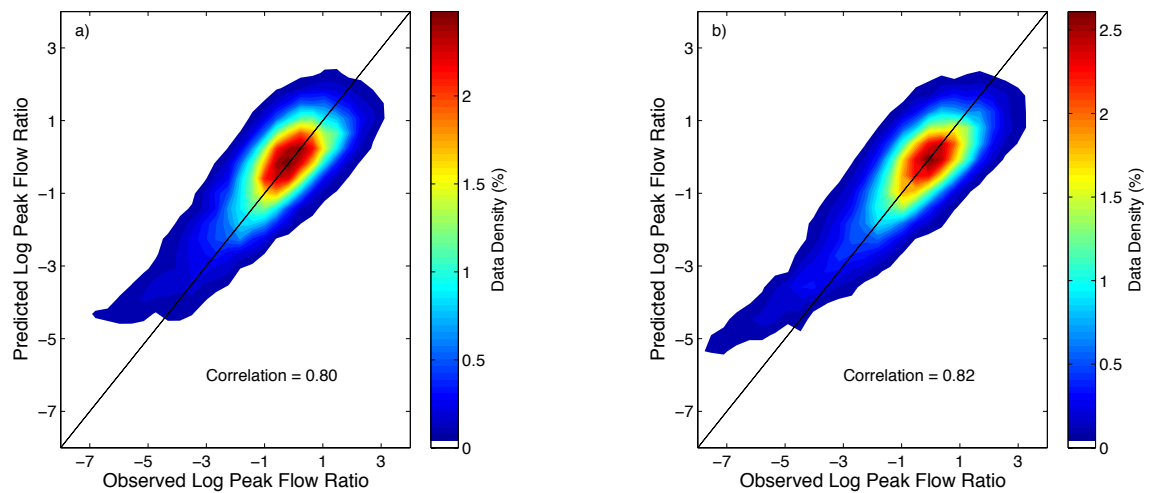 a)
3
1
−1
−3
−5
−7
Predicted Log Peak Flow Ratio
−7 −5 −3 −1 1 3
Observed Log Peak Flow Ratio
Correlation = 0.80
2
1.5
1
0.5
0
Data Density (%)
b)
3
1
−1
−3
−5
−7
Predicted Log Peak Flow Ratio
−7 −5 −3 −1 1 3
Observed Log Peak Flow Ratio
Correlation = 0.82
2.5
2
1.5
1
0.5
0
Data Density (%)